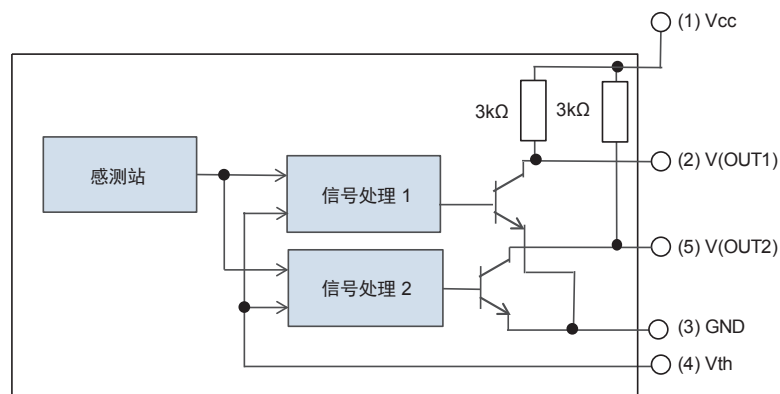 (1) Vcc
3kΩ 3kΩ
感测站
信号处理 1
(2) V(OUT1)
信号处理 2
(5) V(OUT2)
(3) GND
(4) Vth